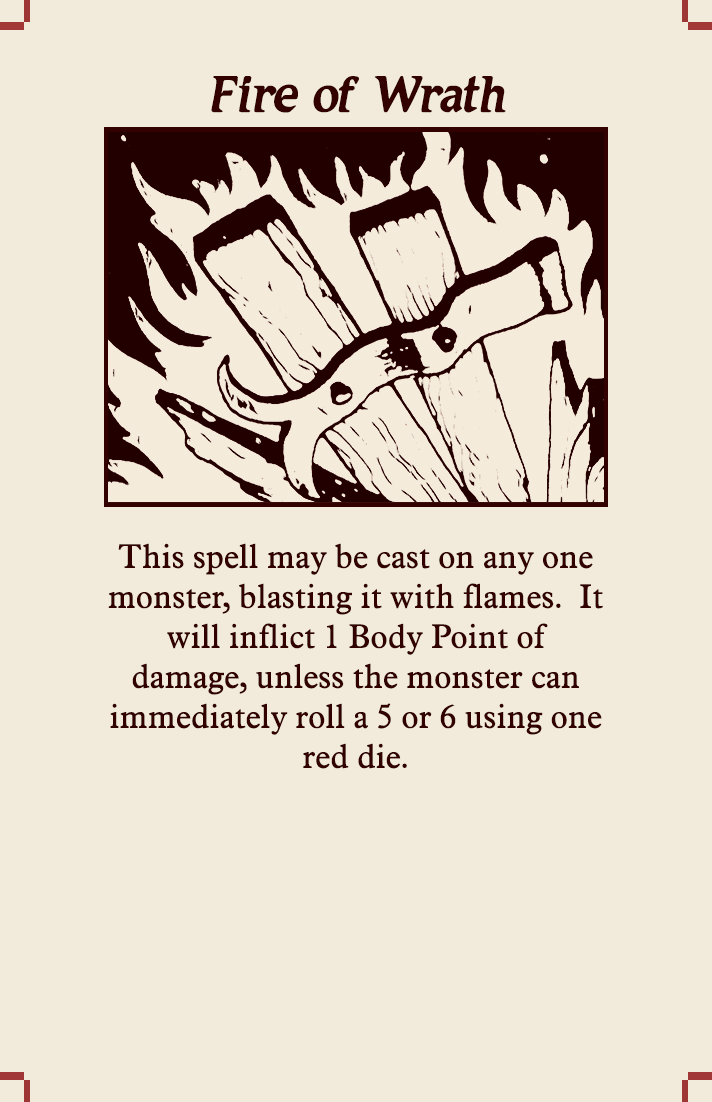 Fire of Wrath
This spell may be cast on any one
monster, blasting it with flames.  It
will inflict 1 Body Point of
damage, unless the monster can
immediately roll a 5 or 6 using one
red die.